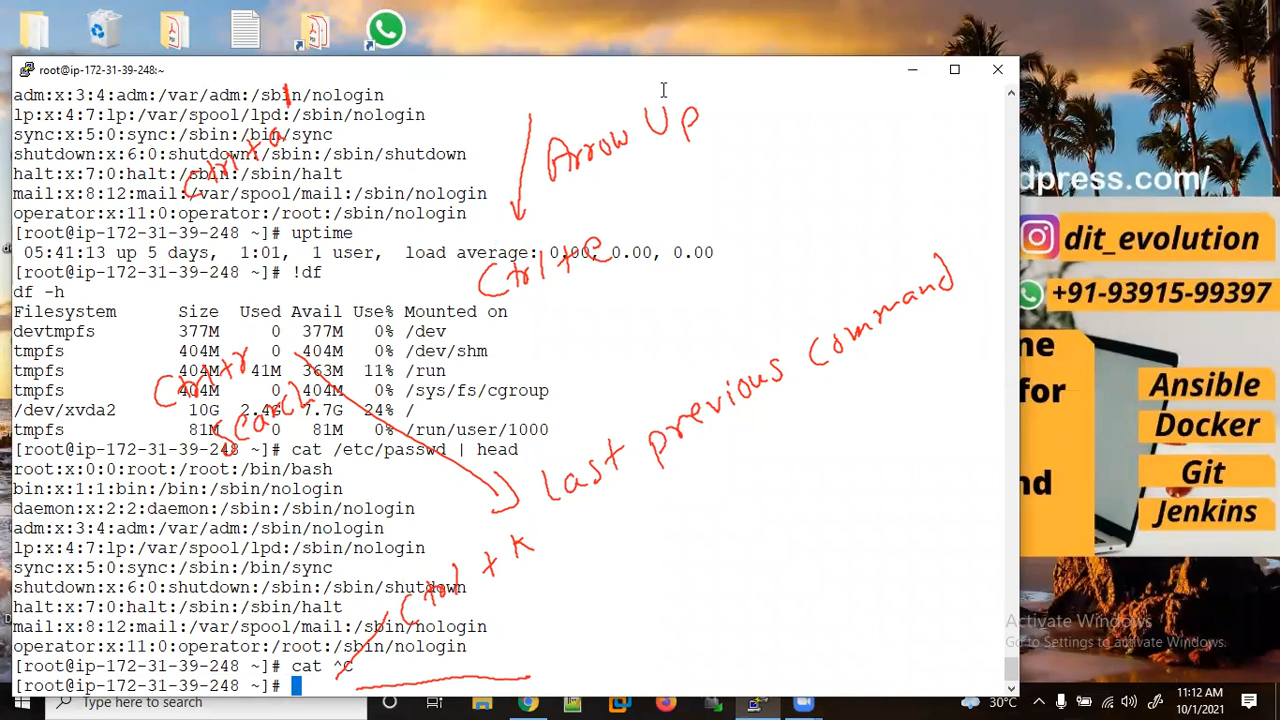 root@ip-172-31-39-248:~
adm:x:3:4:adm:/var/adm:/sbin/nologin
lp:x:4:7:lp:/var/spool/lpd:/sbin/nologin
sync:x:5:0:sync:/sbin:/bin/sync
shutdown:x:6:0:shutdown:/sbin:/sbin/shutdown
halt:x:7:0:halt:/sbin:/sbin/halt
mail:x:8:12:mail:/var/spool/mail:/sbin/nologin
operator:x:11:0:operator:/root:/sbin/nologin
[root@ip-172-31-39-248 ~]# uptime
05:41:13 up 5 days, 1:01, 1 user, load average: 0.00, 0.00, 0.00
[root@ip-172-31-39-248 ~]# !df
df -h
Filesystem Size Used Avail Use% Mounted on
devtmpfs 377M 0 377M 0% /dev
tmpfs 404M 0 404M 0% /dev/shm
tmpfs 404M 41M 363M 11% /run
tmpfs 404M 0 404M 0% /sys/fs/cgroup
/dev/xvda2 10G 2.4G 7.7G 24% /
tmpfs 81M 0 81M 0% /run/user/1000
[root@ip-172-31-39-248 ~]# cat /etc/passwd | head
root:x:0:0:root:/root:/bin/bash
bin:x:1:1:bin:/bin:/sbin/nologin
daemon:x:2:2:daemon:/sbin:/sbin/nologin
adm:x:3:4:adm:/var/adm:/sbin/nologin
lp:x:4:7:lp:/var/spool/lpd:/sbin/nologin
sync:x:5:0:sync:/sbin:/bin/sync
shutdown:x:6:0:shutdown:/sbin:/sbin/shutdown
halt:x:7:0:halt:/sbin:/sbin/halt
mail:x:8:12:mail:/var/spool/mail:/sbin/nologin
operator:x:11:0:operator:/root:/sbin/nologin
[root@ip-172-31-39-248 ~]# cat ^C
[root@ip-172-31-39-248 ~]#
Ctrl+a
Arrow Up
Ctrl+e
Ctrl+r
Search
Last previous Command
Ctrl + K
dpress.com/
dit_evolution
+91-93915-99397
ne
for
nd
Ansible
Docker
Git
Jenkins
Activate Windows
Go to Settings to activate Windows.
here to search
30°C
11:12 AM
10/1/2021